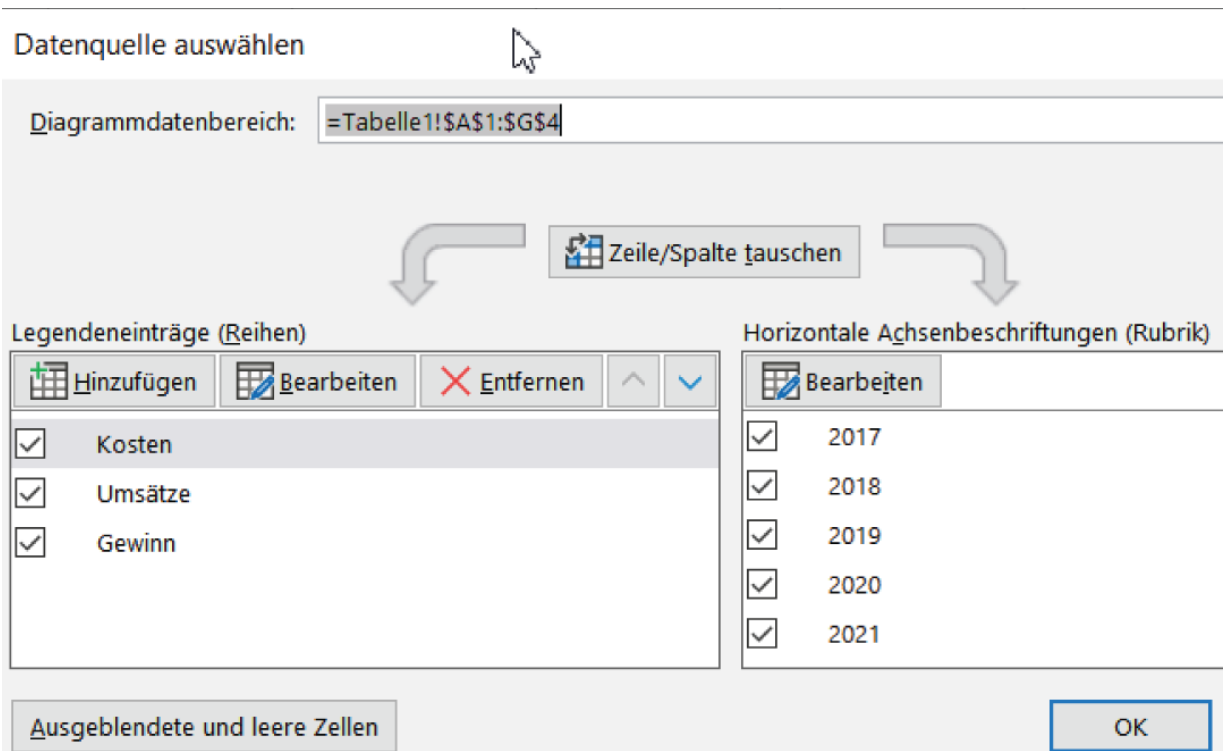 Datenquelle auswählen
Diagrammdatenbereich: =Tabelle1!$A$1:$G$4
Zeile/Spalte tauschen
Legendeneinträge (Reihen)
Hinzufügen Bearbeiten Entfernen
Kosten
Umsätze
Gewinn
Horizontale Achsenbeschriftungen (Rubrik)
Bearbeiten
2017
2018
2019
2020
2021
Ausgeblendete und leere Zellen
OK